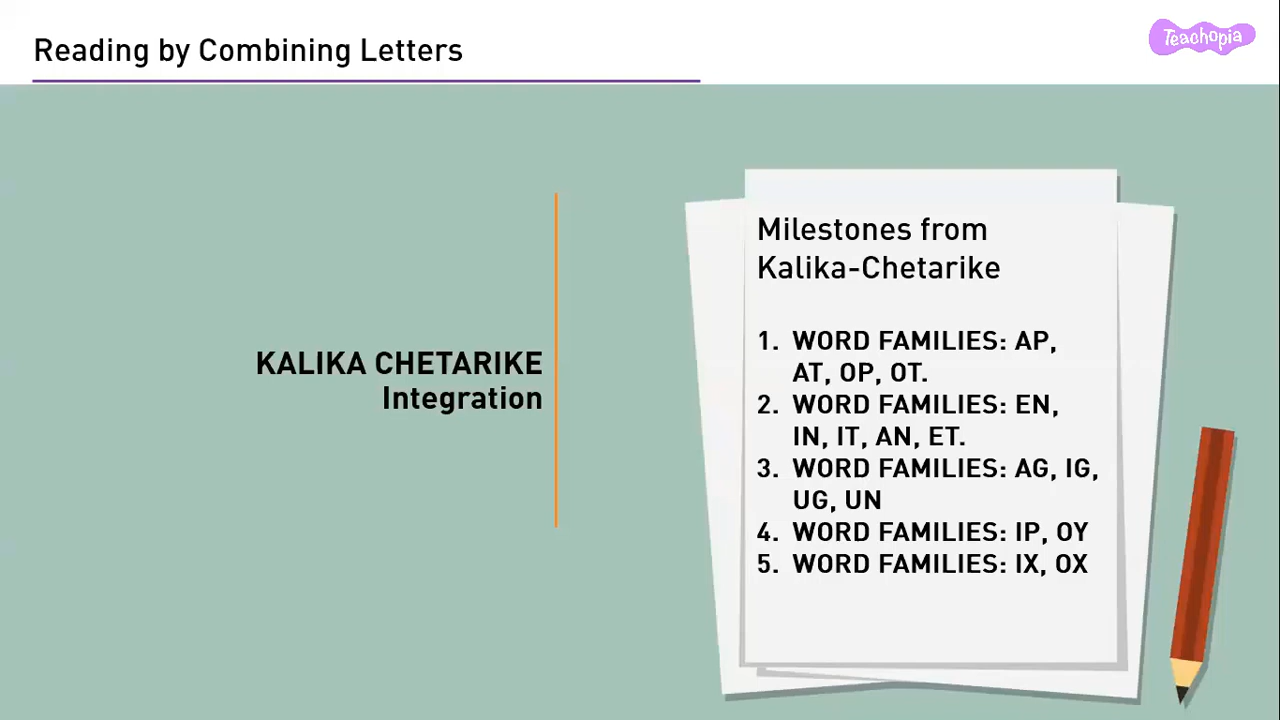 Reading by Combining Letters
Teachopia
KALIKA CHETARIKE
Integration
Milestones from
Kalika-Chetarike
1. WORD FAMILIES: AP,
AT, OP, OT.
2. WORD FAMILIES: EN,
IN, IT, AN, ET.
3. WORD FAMILIES: AG, IG,
UG, UN
4. WORD FAMILIES: IP, OY
5. WORD FAMILIES: IX, OX